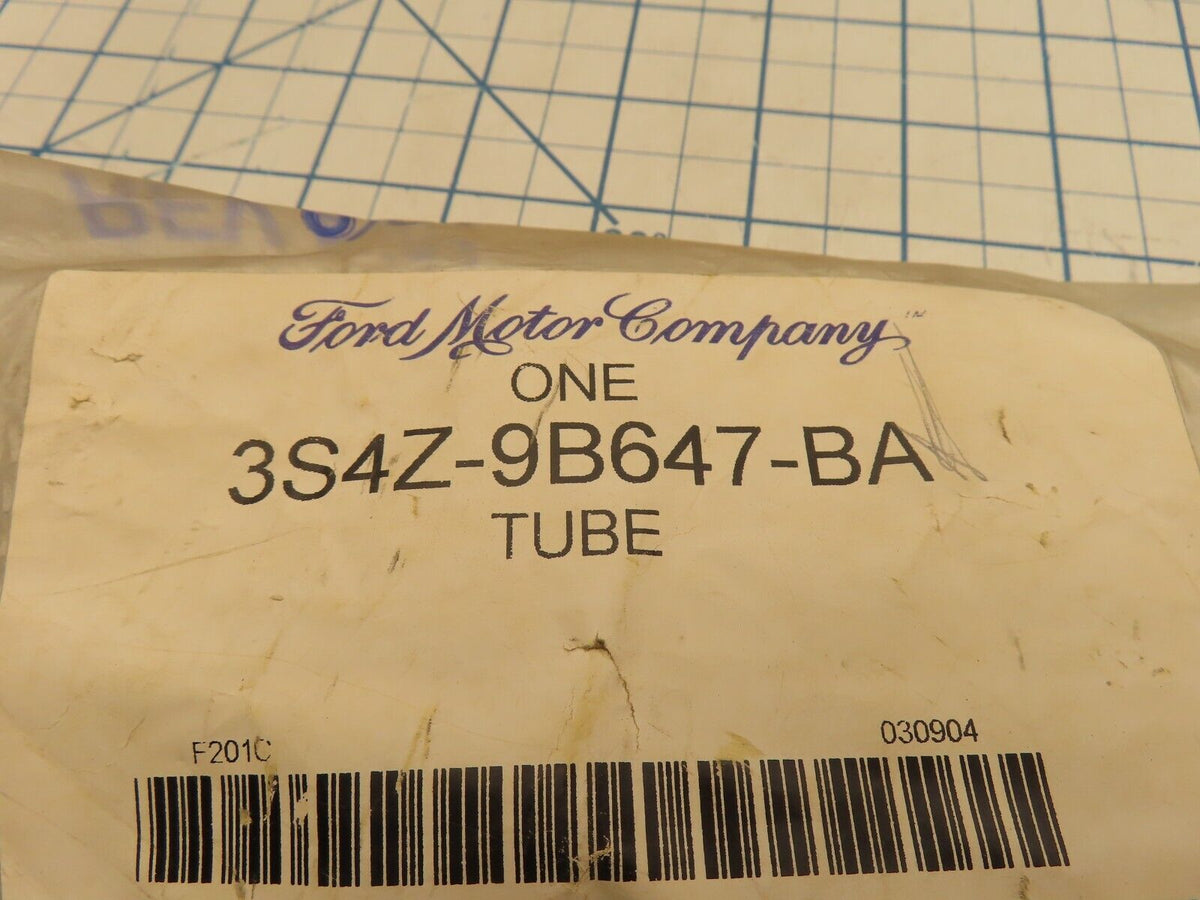 Ford Motor Company
ONE
3S4Z-9B647-BA
TUBE
F201C
030904